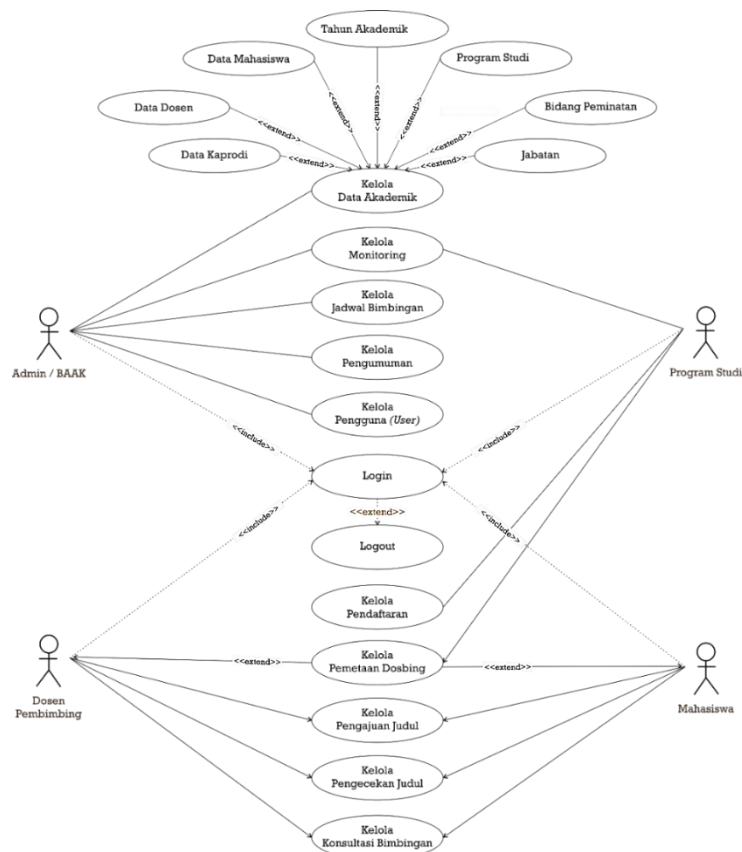 Tahun Akademik
Data Mahasiswa
Program Studi
Data Dosen
Bidang Peminatan
Data Kaprodi
Jabatan
<<extend>>
<<extend>>
<<extend>>
<<extend>>
<<extend>>
<<extend>>
<<extend>>
Kelola
Data Akademik
Kelola
Monitoring
Kelola
Jadwal Bimbingan
Admin / BAAK
Program Studi
Kelola
Pengumuman
Kelola
Pengguna (User)
<<include>>
<<include>>
Login
<<extend>>
<<include>>
<<include>>
Logout
Kelola
Pendaftaran
Kelola
Pemetaan Dosbing
<<extend>>
<<extend>>
Dosen
Pembimbing
Mahasiswa
Kelola
Pengajuan Judul
Kelola
Pengecekan Judul
Kelola
Konsultasi Bimbingan